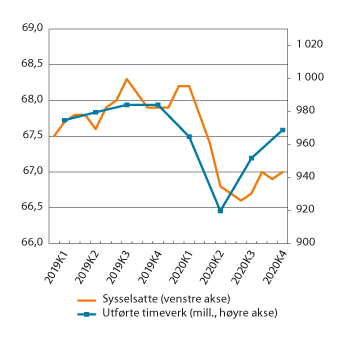 69,0
68,5
68,0
67,5
67,0
66,5
66,0
1 020
1 000
980
960
940
920
900
2019K1
2019K2
2019K3
2019K4
2020K1
2020K2
2020K3
2020K4
Sysselsatte (venstre akse)
Utførte timeverk (mill., høyre akse)